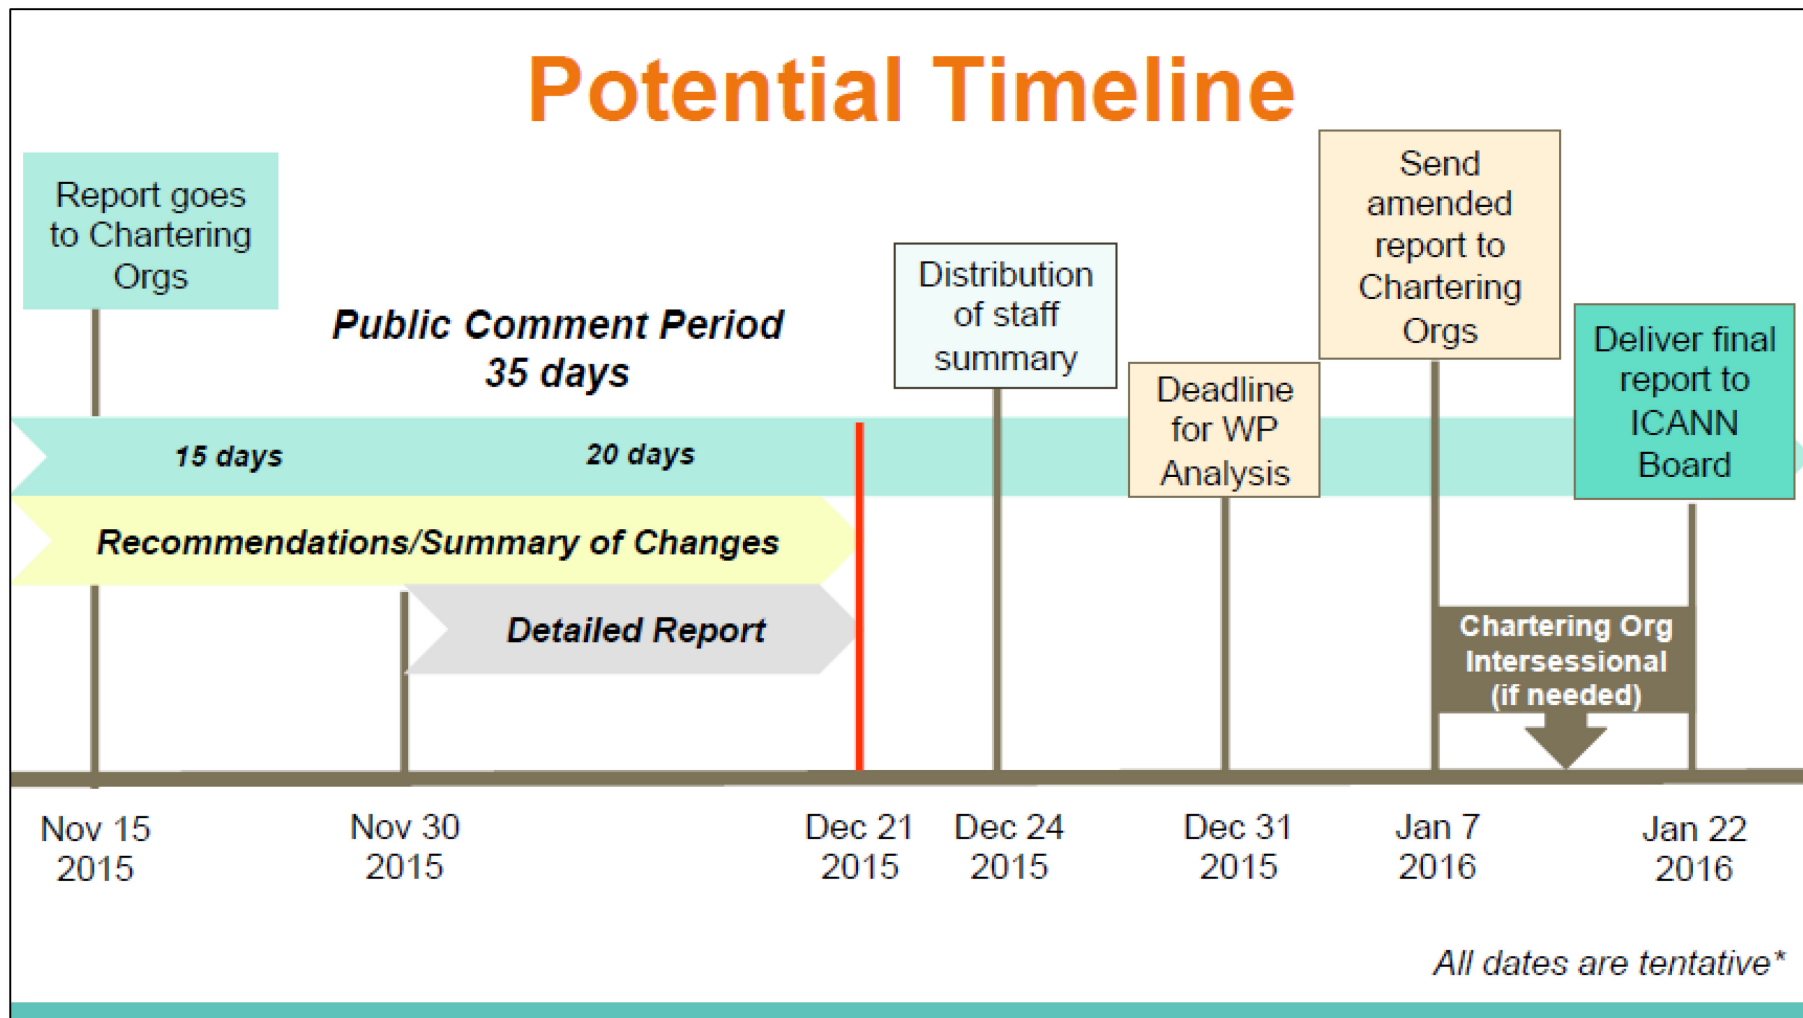 Potential Timeline
Report goes
to Chartering
Orgs
Public Comment Period
35 days
Distribution
of staff
summary
Deadline
for WP
Analysis
Send
amended
report to
Chartering
Orgs
Deliver final
report to
ICANN
Board
15 days
20 days
Recommendations/Summary of Changes
Detailed Report
Chartering Org
Intersessional
(if needed)
Nov 15
2015
Nov 30
2015
Dec 21
2015
Dec 24
2015
Dec 31
2015
Jan 7
2016
Jan 22
2016
All dates are tentative*